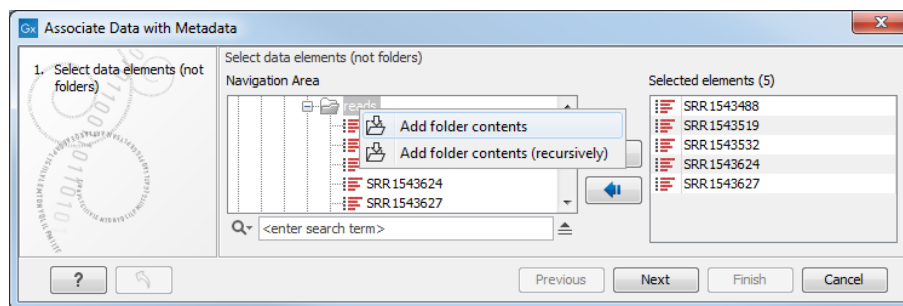 Gx Associate Data with Metadata
1. Select data elements (not
folders)
Select data elements (not folders)
Navigation Area
reads
Add folder contents
Add folder contents (recursively)
SRR1543624
SRR1543627
<enter search term>
Selected elements (5)
SRR1543488
SRR1543519
SRR1543532
SRR1543624
SRR1543627
? Previous Next Finish Cancel